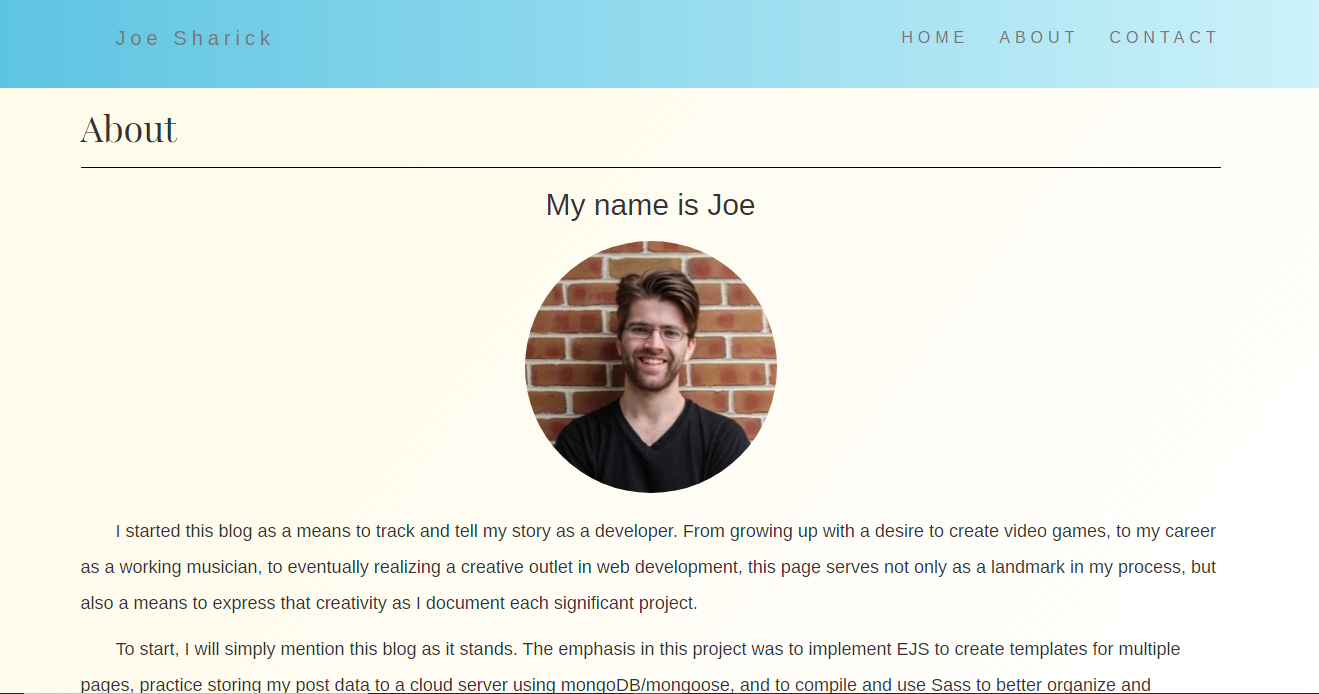 Joe Sharick
HOME ABOUT CONTACT
About
My name is Joe
I started this blog as a means to track and tell my story as a developer. From growing up with a desire to create video games, to my career
as a working musician, to eventually realizing a creative outlet in web development, this page serves not only as a landmark in my process, but
also a means to express that creativity as I document each significant project.
To start, I will simply mention this blog as it stands. The emphasis in this project was to implement EJS to create templates for multiple
pages, practice storing my post data to a cloud server using mongoDB/mongoose, and to compile and use Sass to better organize and